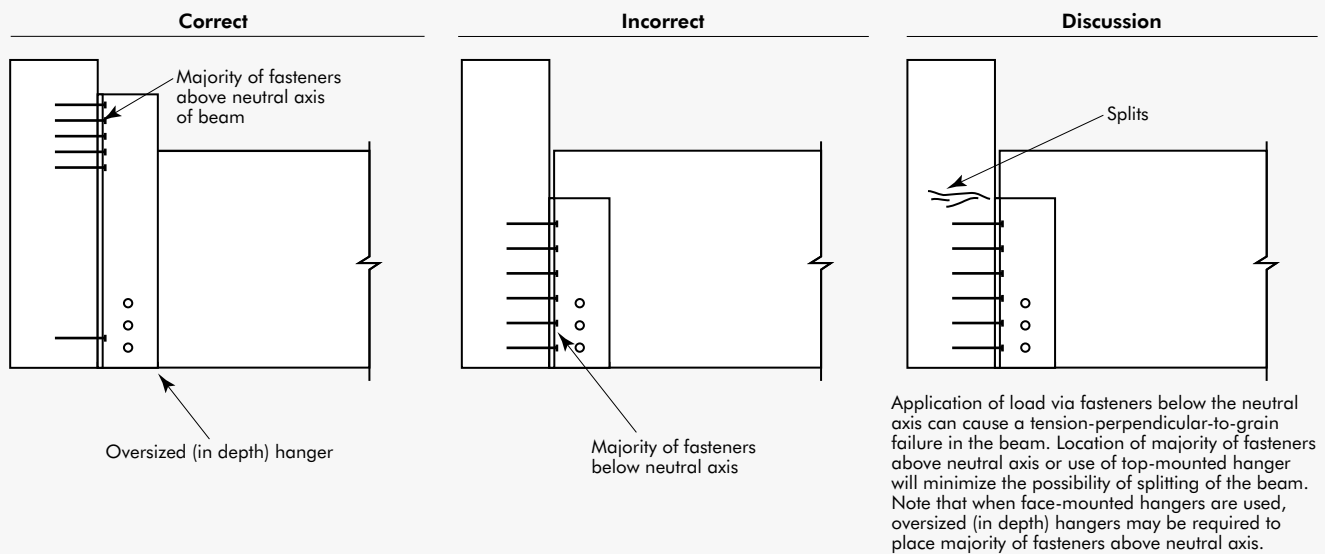 Correct
Majority of fasteners
above neutral axis
of beam
Oversized (in depth) hanger
Incorrect
Majority of fasteners
below neutral axis
Discussion
Splits
Application of load via fasteners below the neutral
axis can cause a tension-perpendicular-to-grain
failure in the beam. Location of majority of fasteners
above neutral axis or use of top-mounted hanger
will minimize the possibility of splitting of the beam.
Note that when face-mounted hangers are used,
oversized (in depth) hangers may be required to
place majority of fasteners above neutral axis.